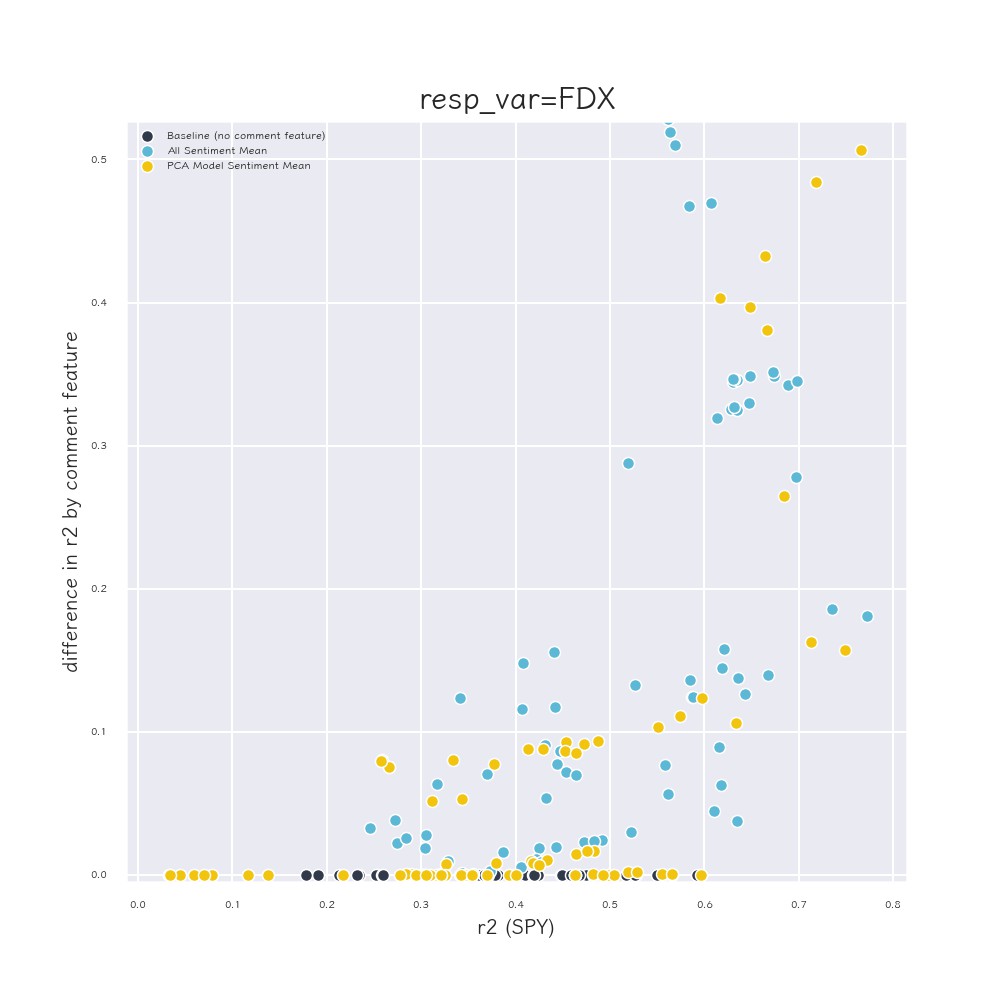 resp_var=FDX
Baseline (no comment feature)
All Sentiment Mean
PCA Model Sentiment Mean
difference in r2 by comment feature
0.5
0.4
0.3
0.2
0.1
0.0
0.0 0.1 0.2 0.3 0.4 0.5 0.6 0.7 0.8
r2 (SPY)